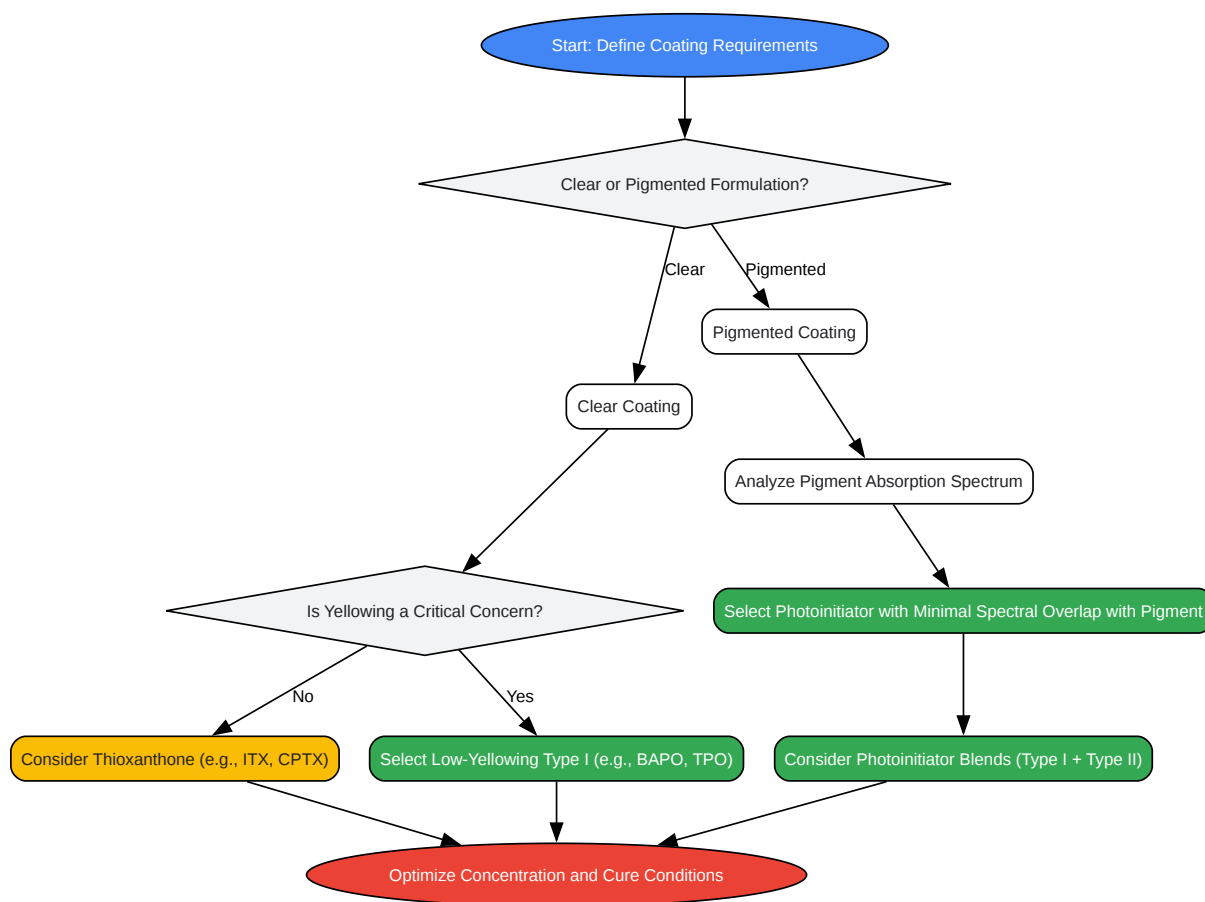 Start: Define Coating Requirements
Clear or Pigmented Formulation?
Clear
Pigmented
Pigmented Coating
Clear Coating
Analyze Pigment Absorption Spectrum
Is Yellowing a Critical Concern?
Select Photoinitiator with Minimal Spectral Overlap with Pigment
No
Yes
Consider Thioxanthone (e.g., ITX, CPTX)
Select Low-Yellowing Type I (e.g., BAPO, TPO)
Consider Photoinitiator Blends (Type I + Type II)
Optimize Concentration and Cure Conditions